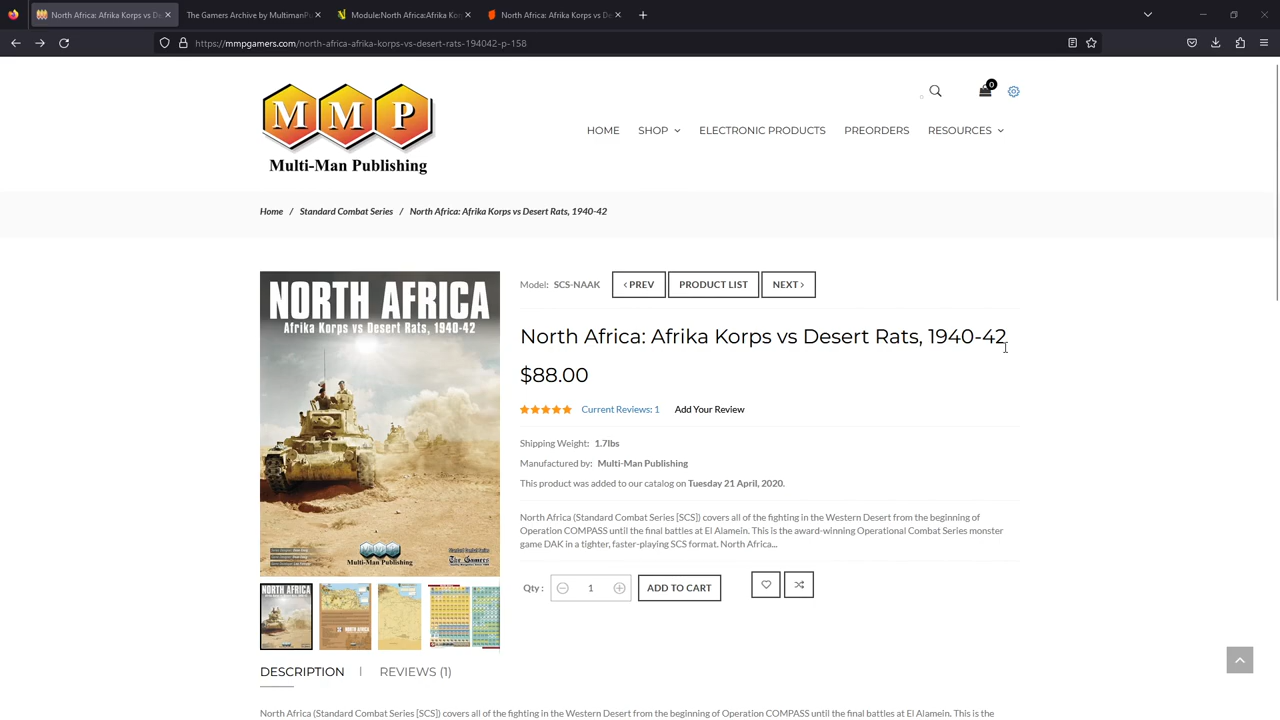 North Africa: Afrika Korps vs De
The Gamers Archive by MultimanPu
Module:North Africa:Afrika Kor
North Africa: Afrika Korps vs De
https://mmpgamers.com/north-africa-afrika-korps-vs-desert-rats-194042-p-158
MMP
Multi-Man Publishing
0
HOME SHOP ELECTRONIC PRODUCTS PREORDERS RESOURCES
Home / Standard Combat Series / North Africa: Afrika Korps vs Desert Rats, 1940-42
NORTH AFRICA
Afrika Korps vs Desert Rats, 1940-42
Multi-Man Publishing
The Gamers
Model: SCS-NAAK
‹ PREV
PRODUCT LIST
NEXT ›
North Africa: Afrika Korps vs Desert Rats, 1940-42
$88.00
Current Reviews: 1 Add Your Review
Shipping Weight: 1.7lbs
Manufactured by: Multi-Man Publishing
This product was added to our catalog on Tuesday 21 April, 2020.
North Africa (Standard Combat Series [SCS]) covers all of the fighting in the Western Desert from the beginning of
Operation COMPASS until the final battles at El Alamein. This is the award-winning Operational Combat Series monster
game DAK in a tighter, faster-playing SCS format. North Africa...
Qty : 1 ADD TO CART
NORTH AFRICA
DESCRIPTION | REVIEWS (1)
North Africa (Standard Combat Series [SCS]) covers all of the fighting in the Western Desert from the beginning of Operation COMPASS until the final battles at El Alamein. This is the